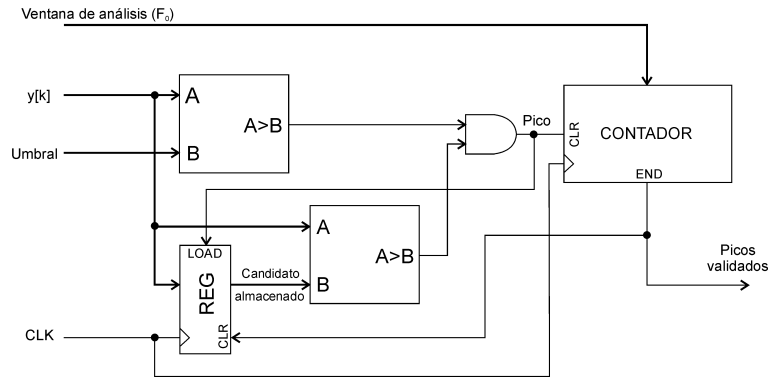 Ventana de análisis (F₀)
y[k]
Umbral
A
B
A>B
Pico
CLR
CONTADOR
END
LOAD
REG
CLR
Candidato
almacenado
A
B
A>B
Picos
validados
CLK